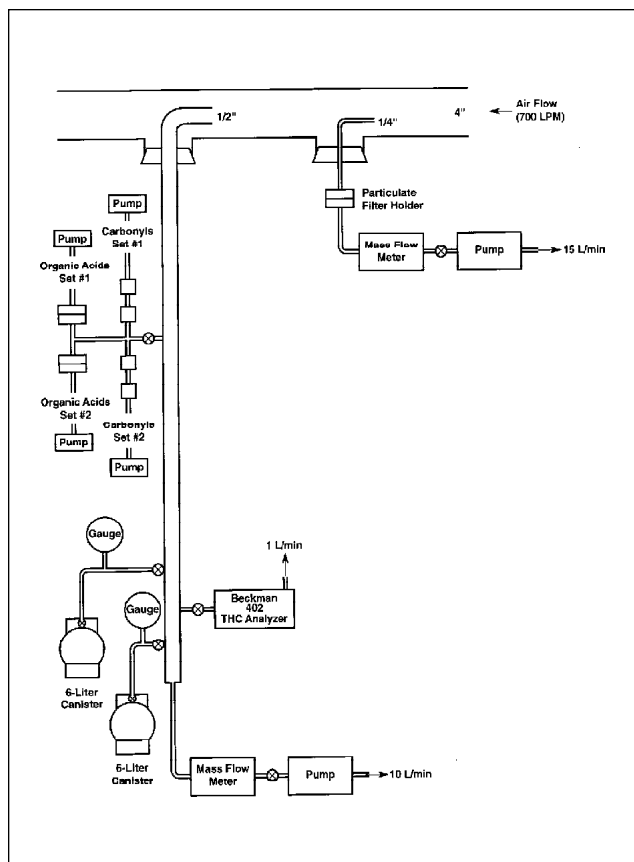 1/2"
1/4"
4"
Air Flow
(700 LPM)
Particulate
Filter Holder
Mass Flow
Meter
Pump
15 L/min
Pump
Carbonyls
Set #1
Pump
Organic Acids
Set #1
Organic Acids
Set #2
Pump
Carbonyls
Set #2
Pump
Gauge
1 L/min
Beckman
402
THC Analyzer
Gauge
6-Liter
Canister
6-Liter
Canister
Mass Flow
Meter
Pump
10 L/min